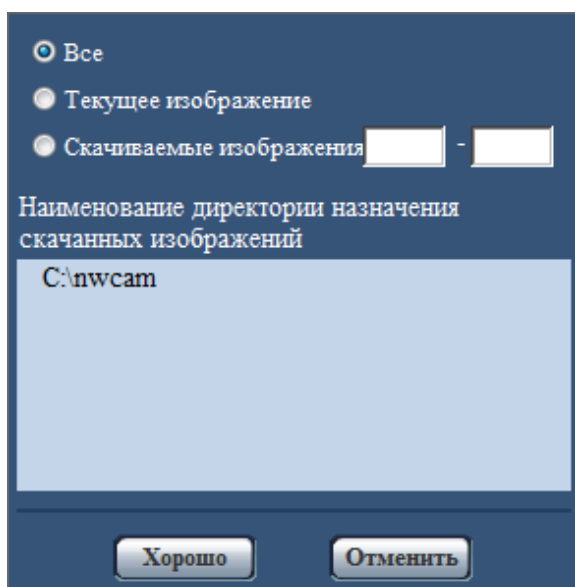 Все
Текущее изображение
Скачиваемые изображения -
Наименование директории назначения
скачанных изображений
C:\nwcam
Хорошо Отменить